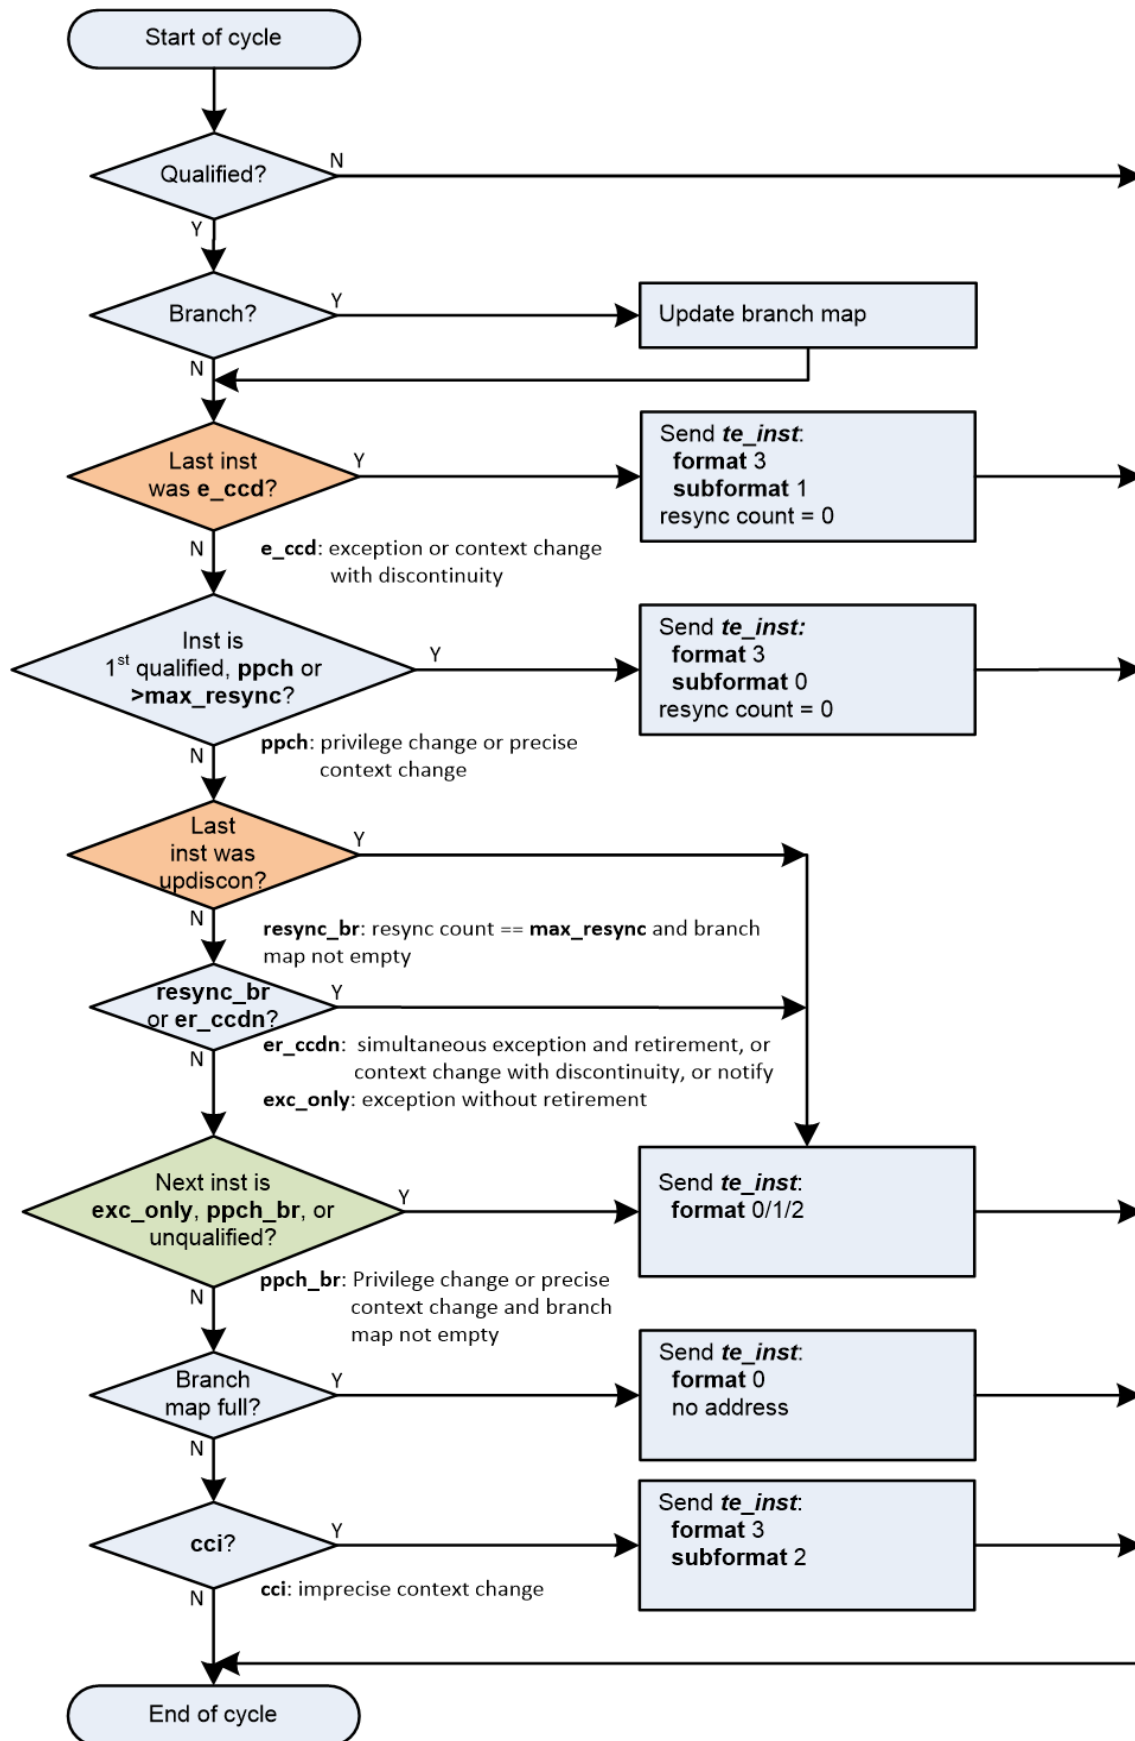 Start of cycle
Qualified?
N
Y
Branch?
Y
Update branch map
N
Last inst
was e_ccd?
Y
Send te_inst:
format 3
subformat 1
resync count = 0
N
e_ccd: exception or context change
with discontinuity
Inst is
1st qualified, ppch or
>max_resync?
Y
Send te_inst:
format 3
subformat 0
resync count = 0
N
ppch: privilege change or precise
context change
Last
inst was
updiscon?
Y
N
resync_br: resync count == max_resync and branch
map not empty
resync_br
or er_ccdn?
Y
N
er_ccdn: simultaneous exception and retirement, or
context change with discontinuity, or notify
exc_only: exception without retirement
Next inst is
exc_only, ppch_br, or
unqualified?
Y
Send te_inst:
format 0/1/2
N
ppch_br: Privilege change or precise
context change and branch
map not empty
Branch
map full?
Y
Send te_inst:
format 0
no address
N
cci?
Y
Send te_inst:
format 3
subformat 2
N
cci: imprecise context change
End of cycle